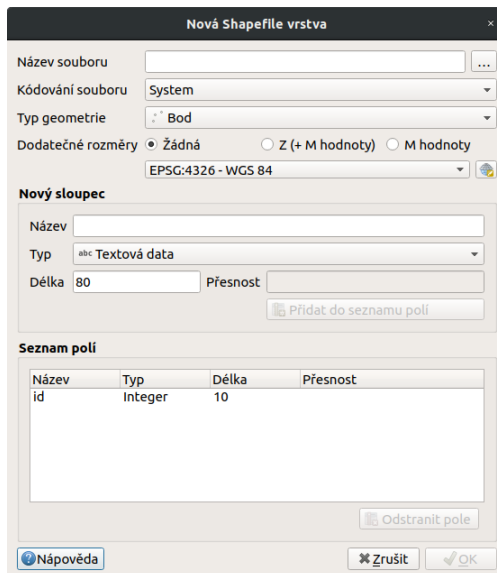 Nová Shapefile vrstva ×
Název souboru ...
Kódování souboru System
Typ geometrie Bod
Dodatečné rozměry Žádná Z (+ M hodnoty) M hodnoty
EPSG:4326 - WGS 84
Nový sloupec
Název
Typ abc Textová data
Délka 80 Přesnost
Přidat do seznamu polí
Seznam polí
Název Typ Délka Přesnost
id Integer 10
Odstranit pole
Nápověda Zrušit OK